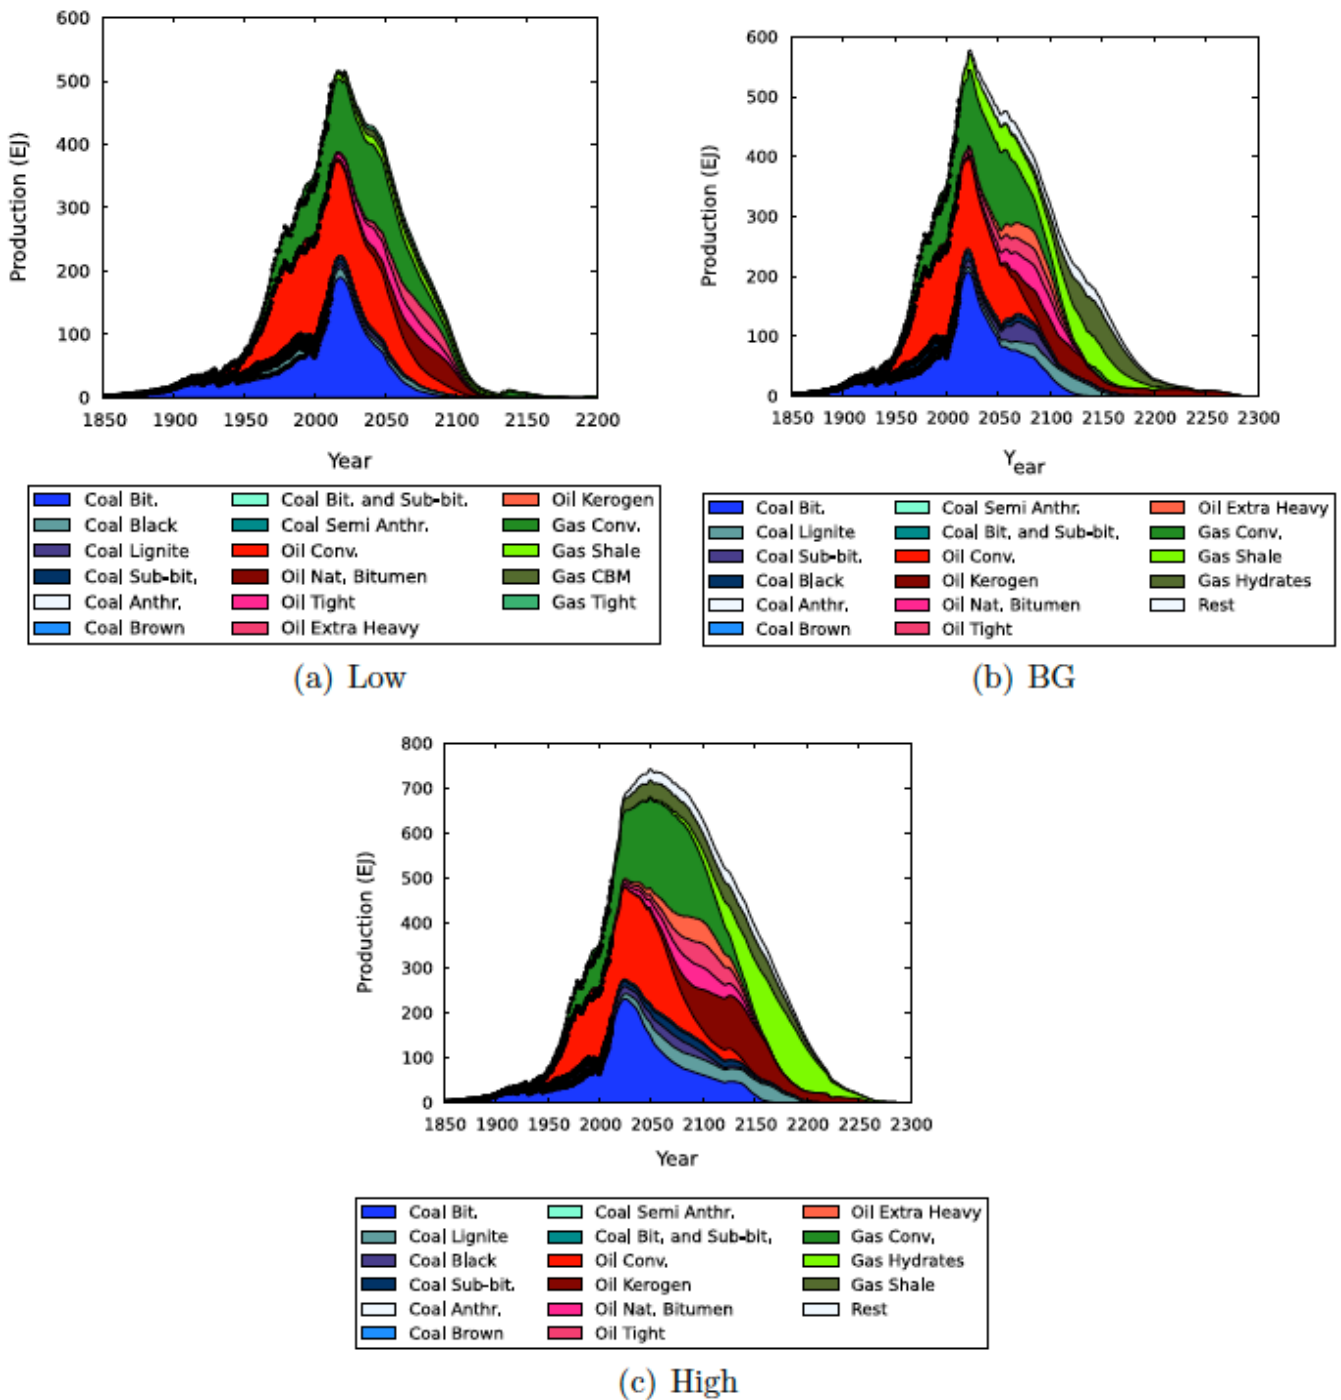 600
500
400
300
200
100
0
Production (EJ)
1850 1900 1950 2000 2050 2100 2150 2200
Year
Coal Bit. Coal Bit. and Sub-bit. Oil Kerogen
Coal Black Coal Semi Anthr. Gas Conv.
Coal Lignite Oil Conv. Gas Shale
Coal Sub-bit. Oil Nat. Bitumen Gas CBM
Coal Anthr. Oil Tight Gas Tight
Coal Brown Oil Extra Heavy
(a) Low
600
500
400
300
200
100
0
Production (EJ)
1850 1900 1950 2000 2050 2100 2150 2200 2250 2300
Year
Coal Bit. Coal Semi Anthr. Oil Extra Heavy
Coal Lignite Coal Bit. and Sub-bit. Gas Conv.
Coal Sub-bit. Oil Conv. Gas Shale
Coal Black Oil Kerogen Gas Hydrates
Coal Anthr. Oil Nat. Bitumen Rest
Coal Brown Oil Tight
(b) BG
800
700
600
500
400
300
200
100
0
Production (EJ)
1850 1900 1950 2000 2050 2100 2150 2200 2250 2300
Year
Coal Bit. Coal Semi Anthr. Oil Extra Heavy
Coal Lignite Coal Bit. and Sub-bit. Gas Conv.
Coal Black Oil Conv. Gas Hydrates
Coal Sub-bit. Oil Kerogen Gas Shale
Coal Anthr. Oil Nat. Bitumen Rest
Coal Brown Oil Tight
(c) High